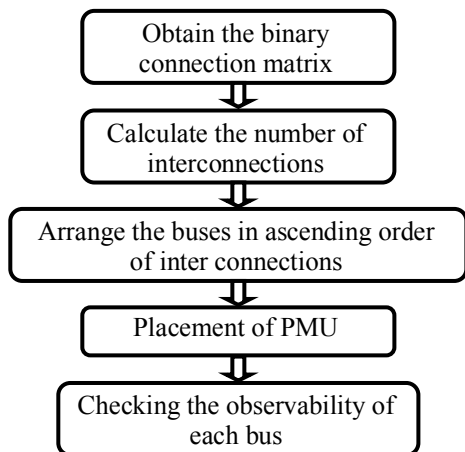 Obtain the binary
connection matrix
Calculate the number of
interconnections
Arrange the buses in ascending order
of inter connections
Placement of PMU
Checking the observability of
each bus